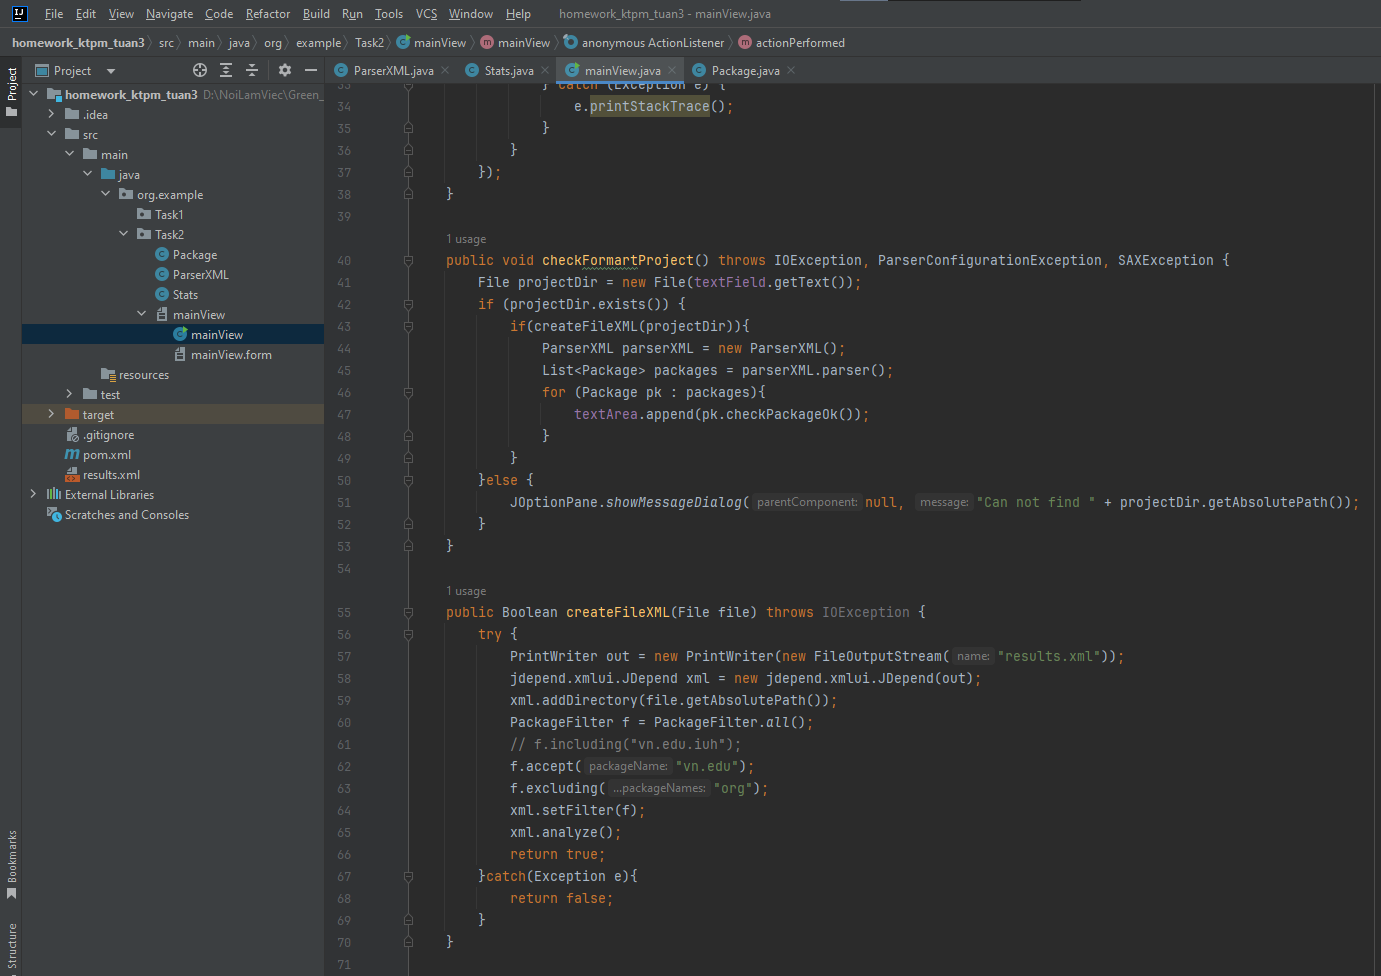 File Edit View Navigate Code Refactor Build Run Tools VCS Window Help homework_ktpm_tuan3 - mainView.java
homework_ktpm_tuan3 src main java org example Task2 mainView mainView anonymous ActionListener actionPerformed
Project
Project
ParserXML.java Stats.java mainView.java Package.java
homework_ktpm_tuan3 D:\NoiLamViec\Green_
.idea
src
main
java
org.example
Task1
Task2
Package
ParserXML
Stats
mainView
mainView
mainView.form
resources
test
target
.gitignore
pom.xml
results.xml
External Libraries
Scratches and Consoles
Bookmarks
Structure
33 } catch (Exception e) {
34 e.printStackTrace();
35 }
36 }
37 });
38 }
39
1 usage
40 public void checkFormartProject() throws IOException, ParserConfigurationException, SAXException {
41 File projectDir = new File(textField.getText());
42 if (projectDir.exists()) {
43 if(createFileXML(projectDir)){
44 ParserXML parserXML = new ParserXML();
45 List<Package> packages = parserXML.parser();
46 for (Package pk : packages){
47 textArea.append(pk.checkPackageOk());
48 }
49 }
50 }else {
51 JOptionPane.showMessageDialog( parentComponent: null, message: "Can not find " + projectDir.getAbsolutePath());
52 }
53 }
54
1 usage
55 public Boolean createFileXML(File file) throws IOException {
56 try {
57 PrintWriter out = new PrintWriter(new FileOutputStream( name: "results.xml"));
58 jdepend.xmlui.JDepend xml = new jdepend.xmlui.JDepend(out);
59 xml.addDirectory(file.getAbsolutePath());
60 PackageFilter f = PackageFilter.all();
61 // f.including("vn.edu.iuh");
62 f.accept( packageName: "vn.edu");
63 f.excluding( ...packageNames: "org");
64 xml.setFilter(f);
65 xml.analyze();
66 return true;
67 }catch(Exception e){
68 return false;
69 }
70 }
71